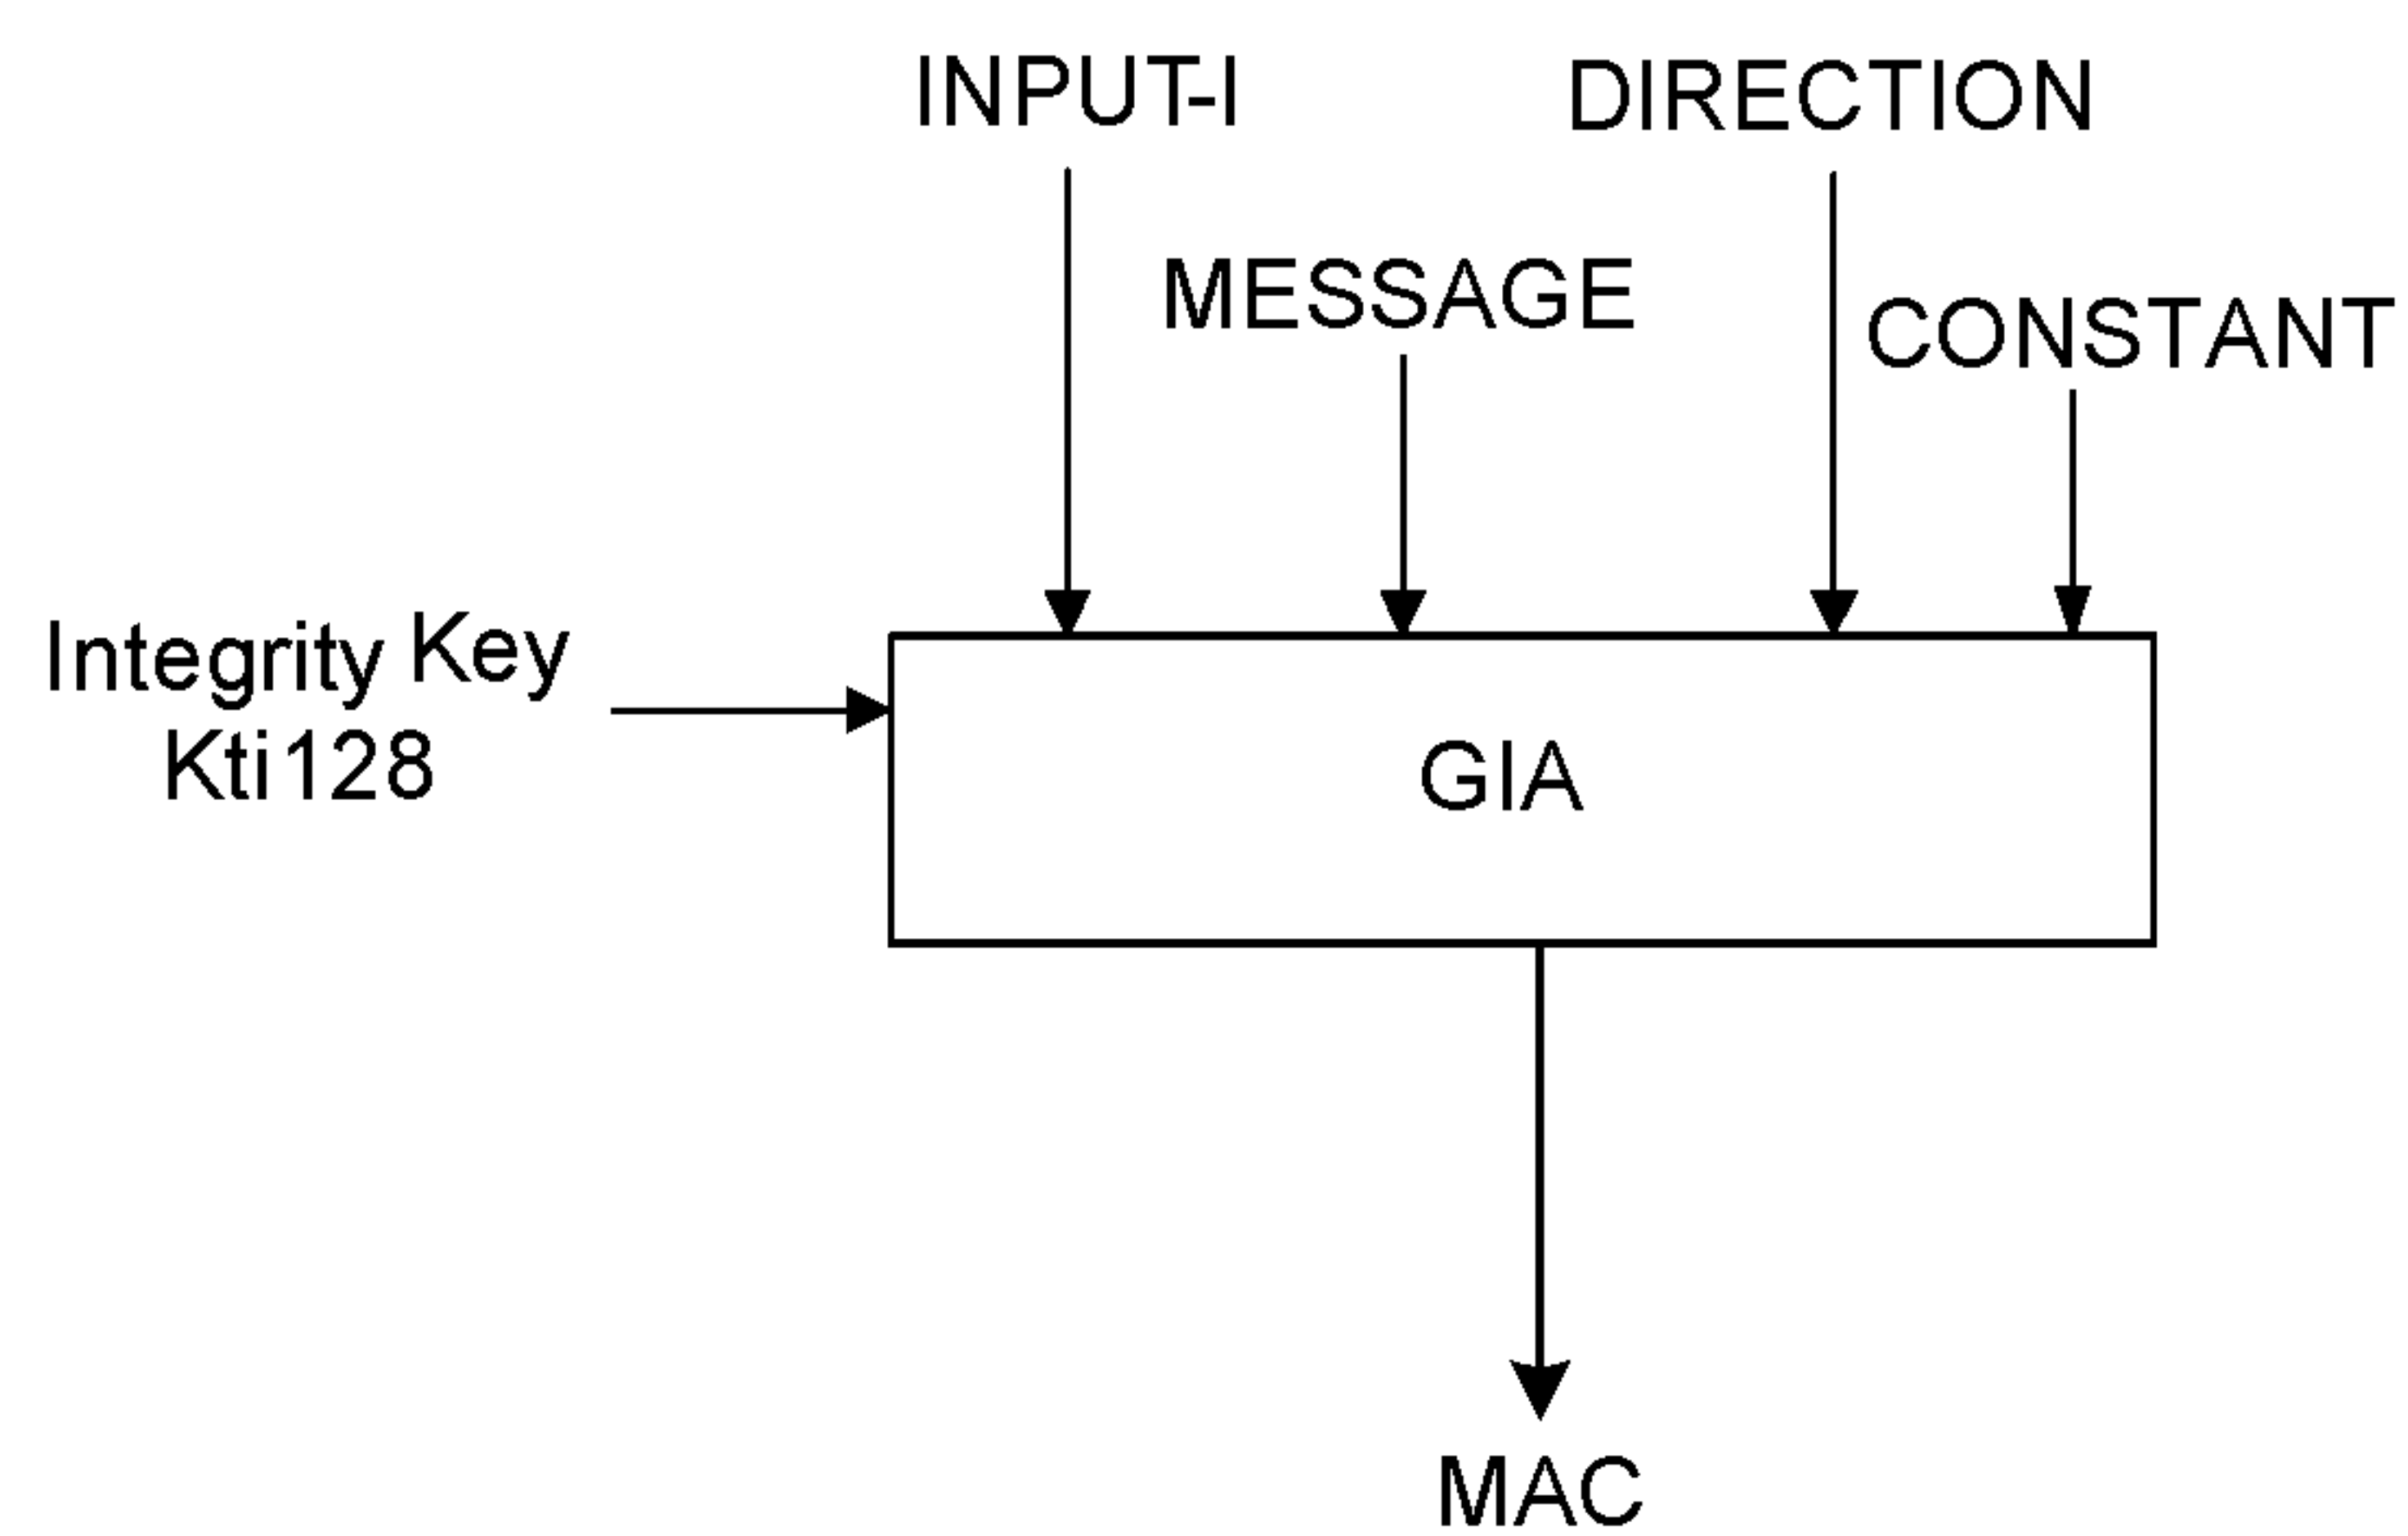 INPUT-I
DIRECTION
MESSAGE
CONSTANT
Integrity Key
Kti128
GIA
MAC